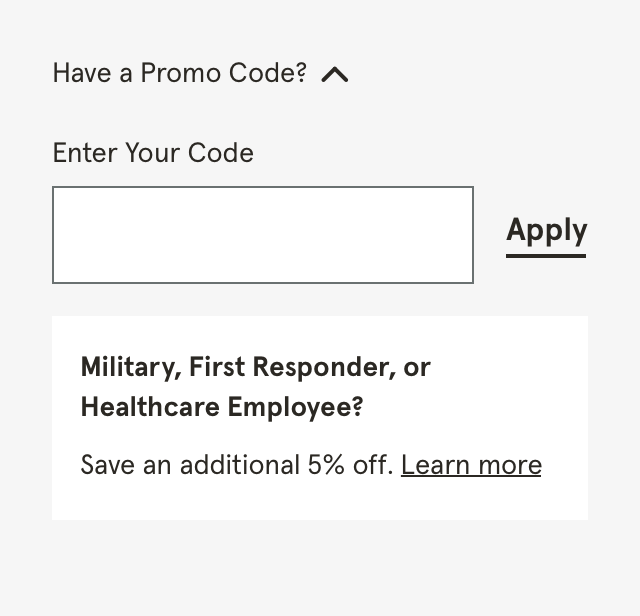 Have a Promo Code?
Enter Your Code
Apply
Military, First Responder, or
Healthcare Employee?
Save an additional 5% off. Learn more